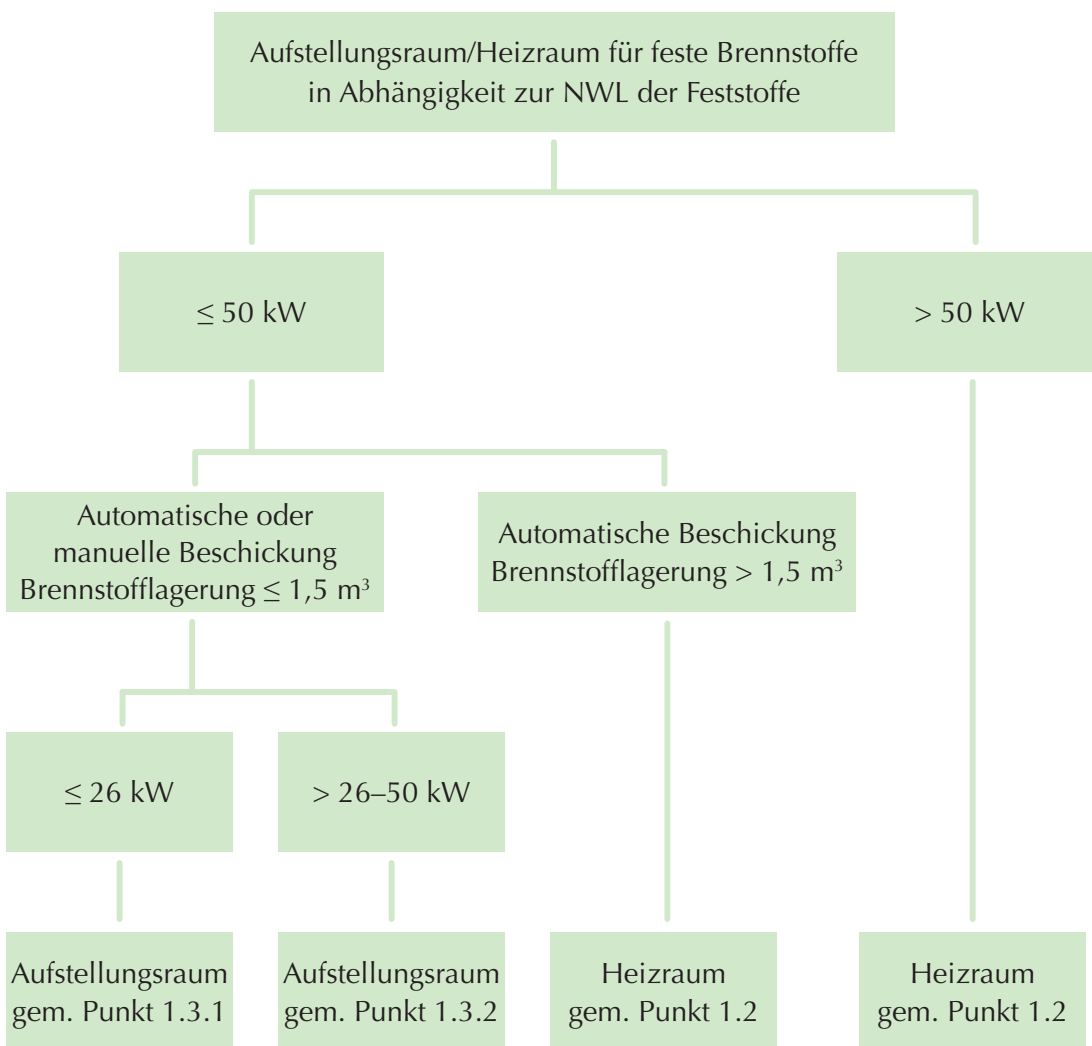 Aufstellungsraum/Heizraum für feste Brennstoffe
in Abhängigkeit zur NWL der Feststoffe
≤ 50 kW
> 50 kW
Automatische oder
manuelle Beschickung
Brennstofflagerung ≤ 1,5 m³
Automatische Beschickung
Brennstofflagerung > 1,5 m³
≤ 26 kW
> 26–50 kW
Aufstellungsraum
gem. Punkt 1.3.1
Aufstellungsraum
gem. Punkt 1.3.2
Heizraum
gem. Punkt 1.2
Heizraum
gem. Punkt 1.2